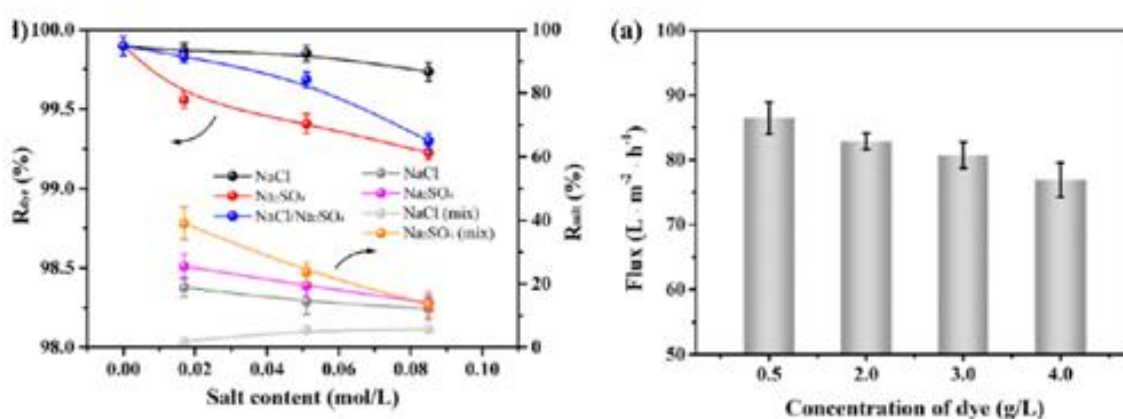 l)
100.0
99.5
99.0
98.5
98.0
R_dye (%)
100
80
60
40
20
0
R_salt (%)
NaCl
Na₂SO₄
NaCl/Na₂SO₄
NaCl
Na₂SO₄
NaCl (mix)
Na₂SO₄ (mix)
0.00 0.02 0.04 0.06 0.08 0.10
Salt content (mol/L)
(a)
90
80
70
60
50
Flux (L · m⁻² · h⁻¹)
0.5 2.0 3.0 4.0
Concentration of dye (g/L)